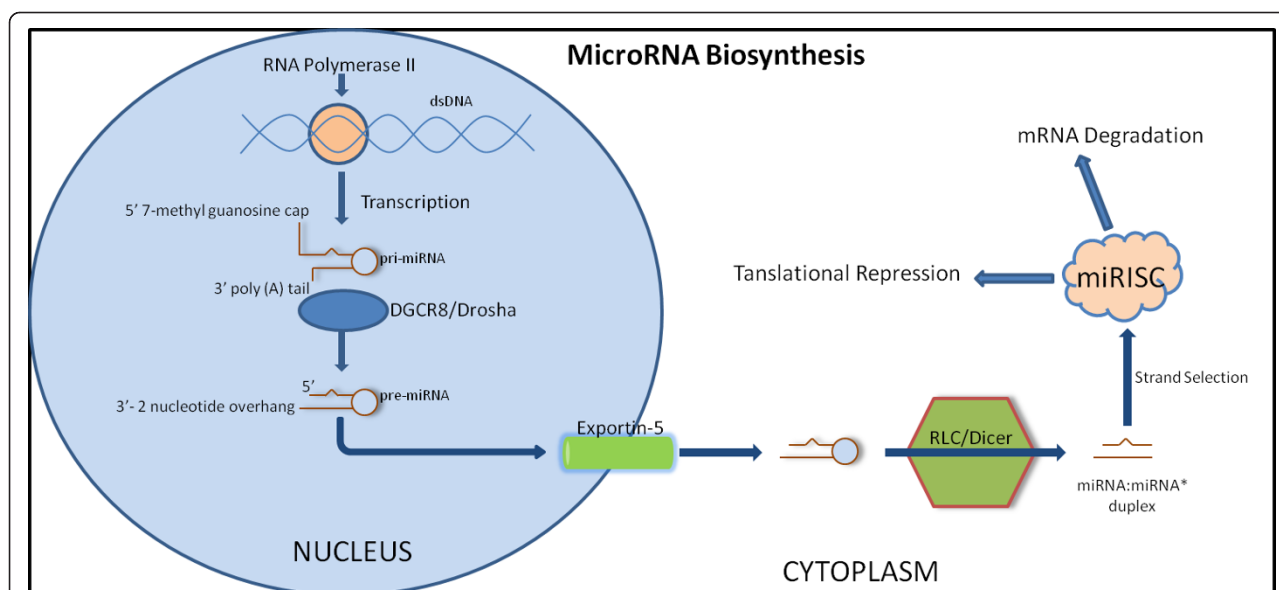 MicroRNA Biosynthesis
RNA Polymerase II
dsDNA
Transcription
5’ 7-methyl guanosine cap
pri-miRNA
3’ poly (A) tail
DGCR8/Drosha
5’
pre-miRNA
3’- 2 nucleotide overhang
Exportin-5
NUCLEUS
RLC/Dicer
miRNA:miRNA*
duplex
Strand Selection
miRISC
mRNA Degradation
Tanslational Repression
CYTOPLASM